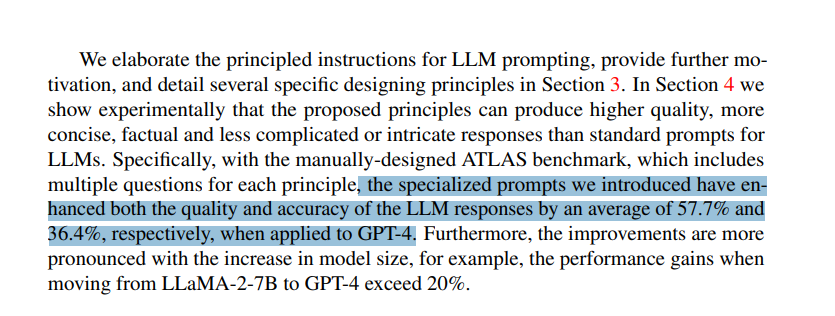 We elaborate the principled instructions for LLM prompting, provide further mo-
tivation, and detail several specific designing principles in Section 3. In Section 4 we
show experimentally that the proposed principles can produce higher quality, more
concise, factual and less complicated or intricate responses than standard prompts for
LLMs. Specifically, with the manually-designed ATLAS benchmark, which includes
multiple questions for each principle, the specialized prompts we introduced have en-
hanced both the quality and accuracy of the LLM responses by an average of 57.7% and
36.4%, respectively, when applied to GPT-4. Furthermore, the improvements are more
pronounced with the increase in model size, for example, the performance gains when
moving from LLaMA-2-7B to GPT-4 exceed 20%.